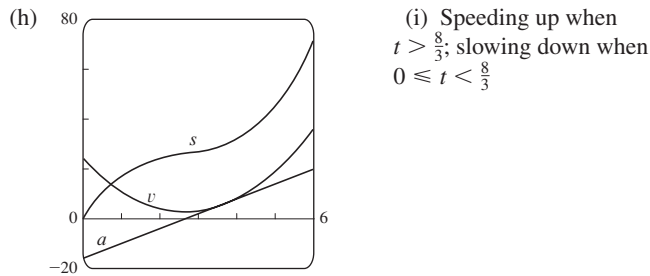 (h)
80
s
v
0
6
a
−20
(i) Speeding up when
t > 8/3; slowing down when
0 ≤ t < 8/3